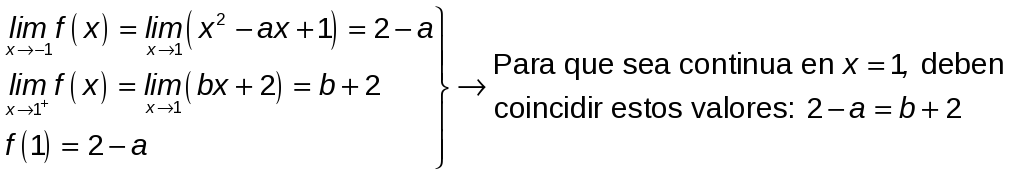 lim x→−1 f(x) = lim x→1 (x² − ax + 1) = 2 − a
lim x→1⁺ f(x) = lim x→1 (bx + 2) = b + 2
f(1) = 2 − a
→ Para que sea continua en x = 1, deben
coincidir estos valores: 2 − a = b + 2